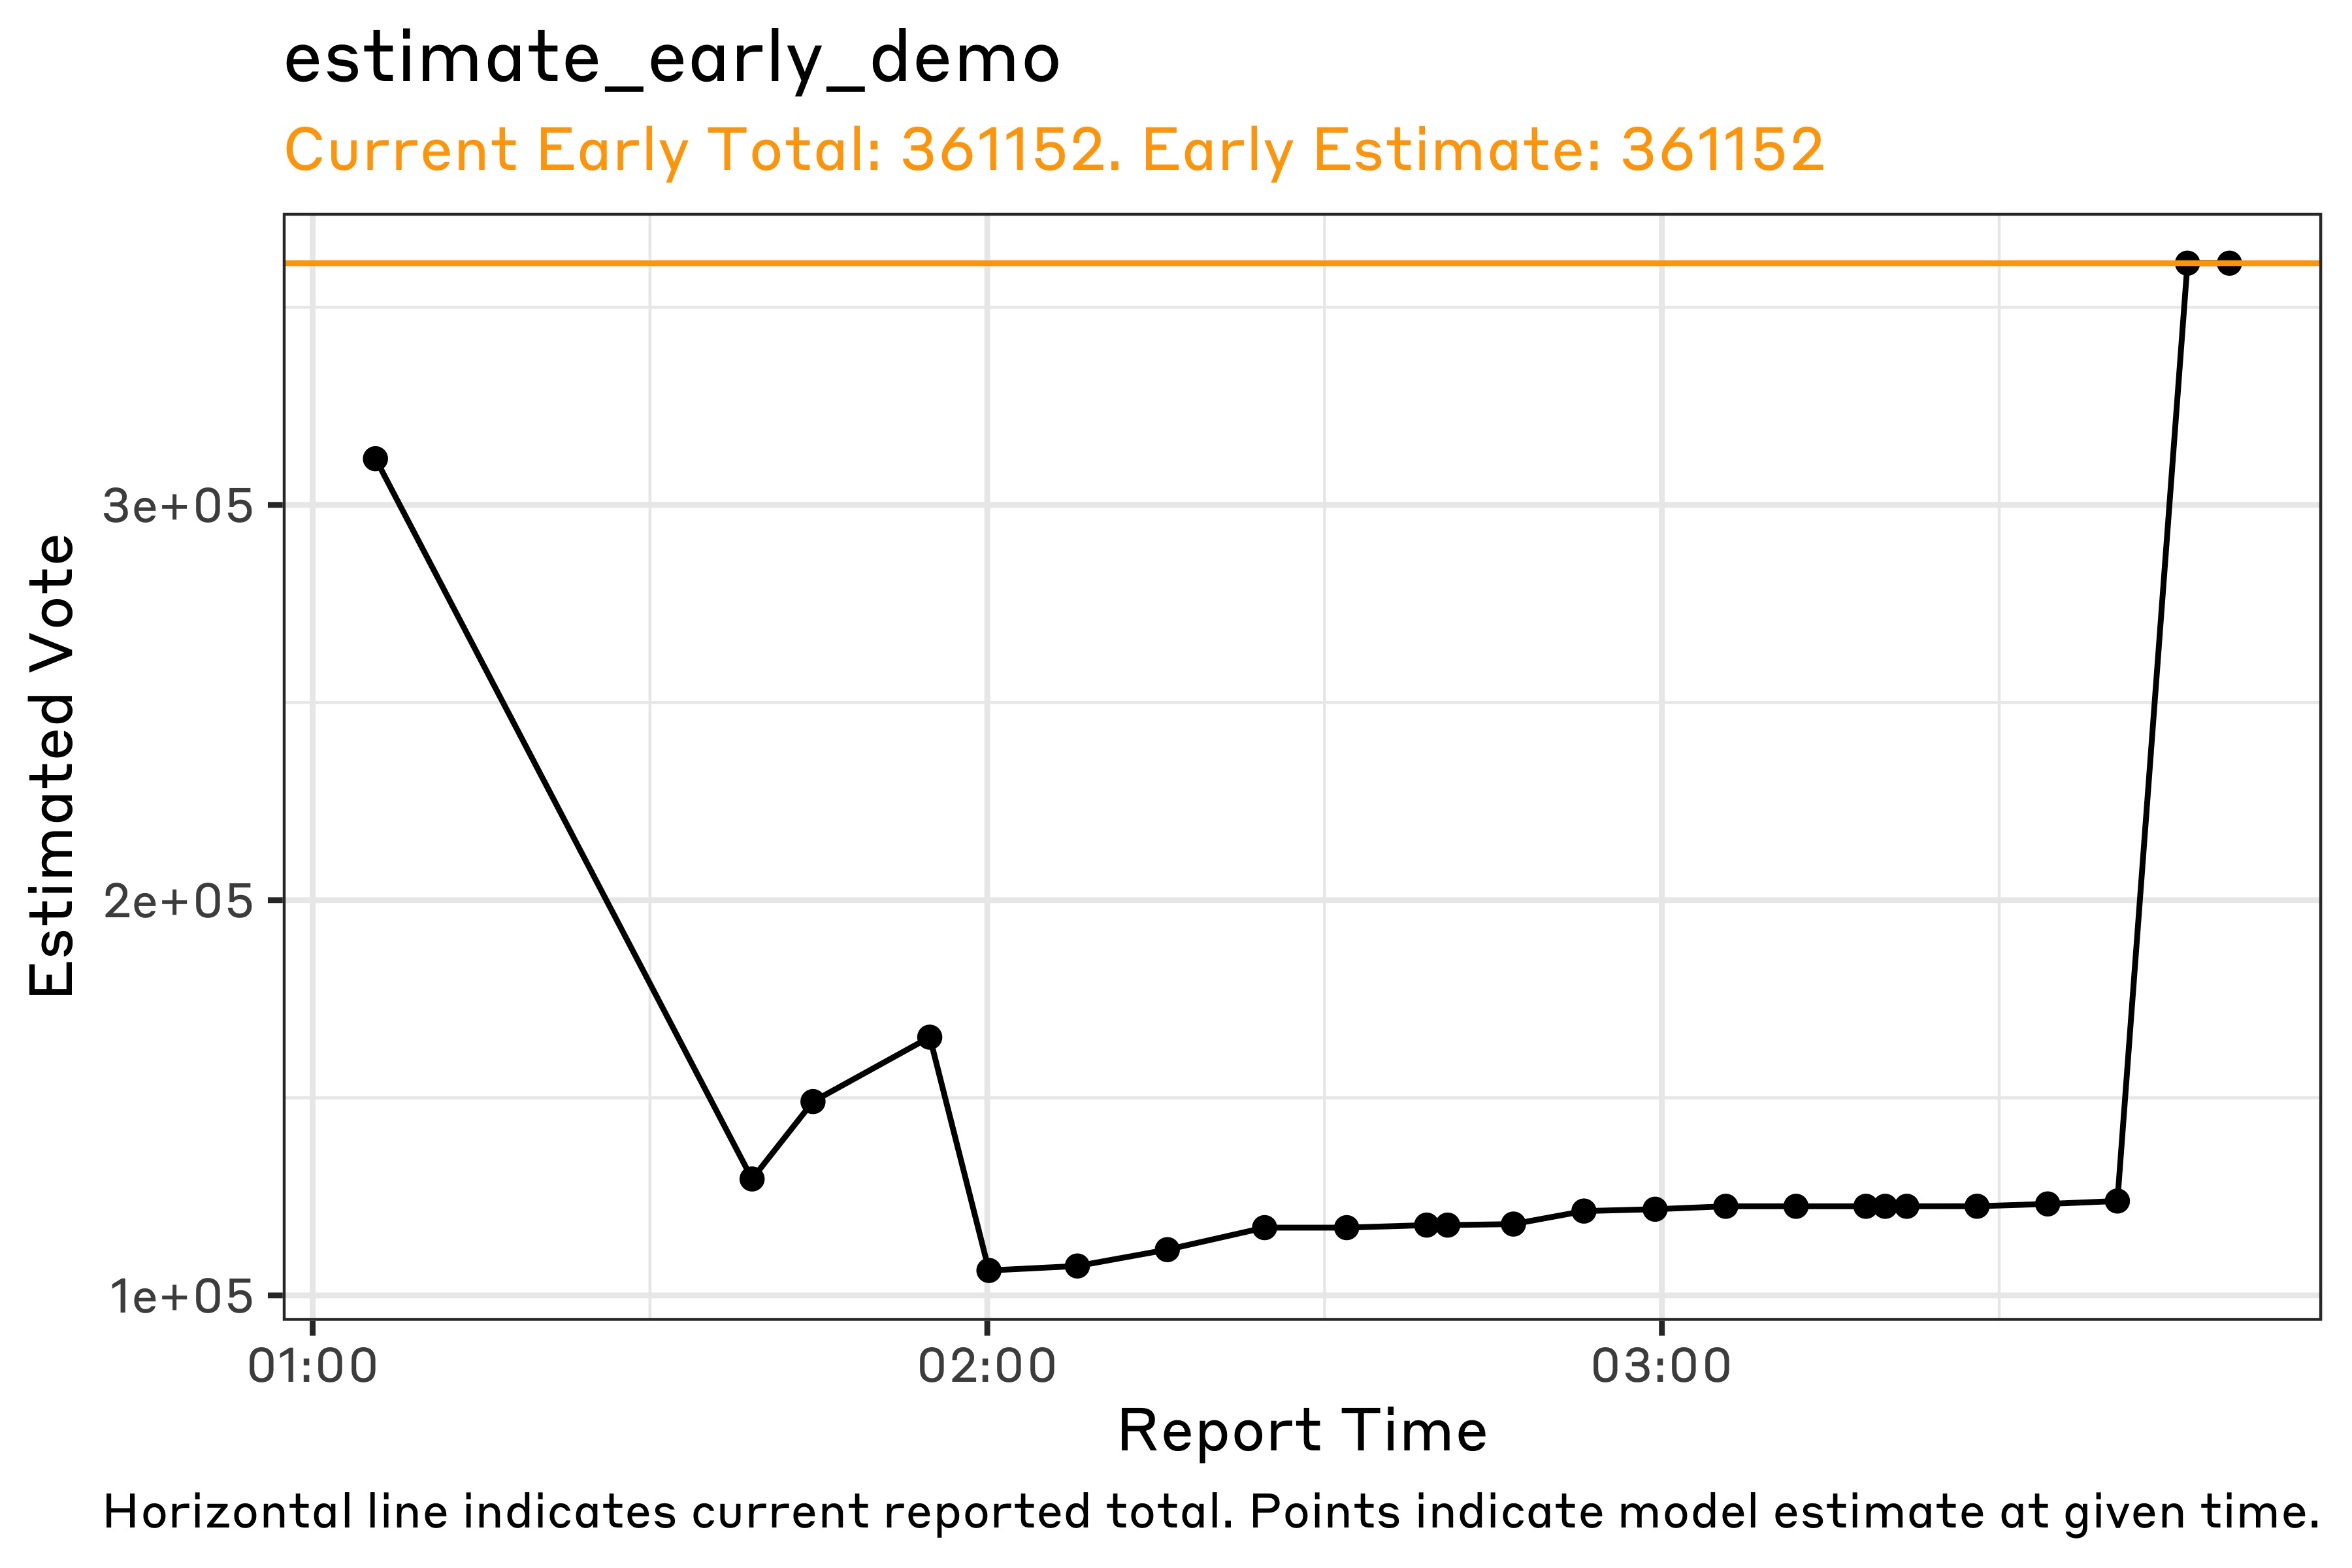 estimate_early_demo
Current Early Total: 361152. Early Estimate: 361152
Estimated Vote
3e+05
2e+05
1e+05
01:00 02:00 03:00
Report Time
Horizontal line indicates current reported total. Points indicate model estimate at given time.